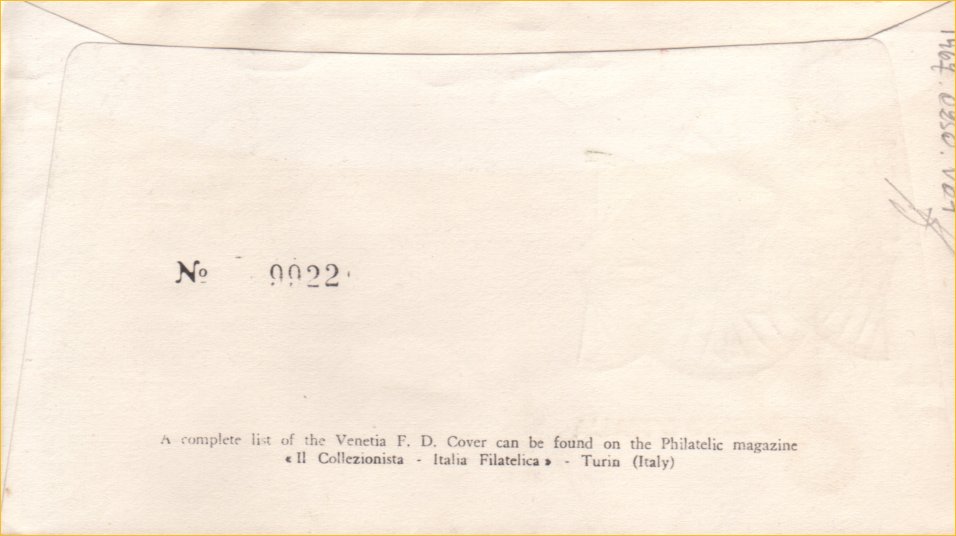 Nº 0022
A complete list of the Venetia F. D. Cover can be found on the Philatelic magazine
« Il Collezionista - Italia Filatelica » - Turin (Italy)